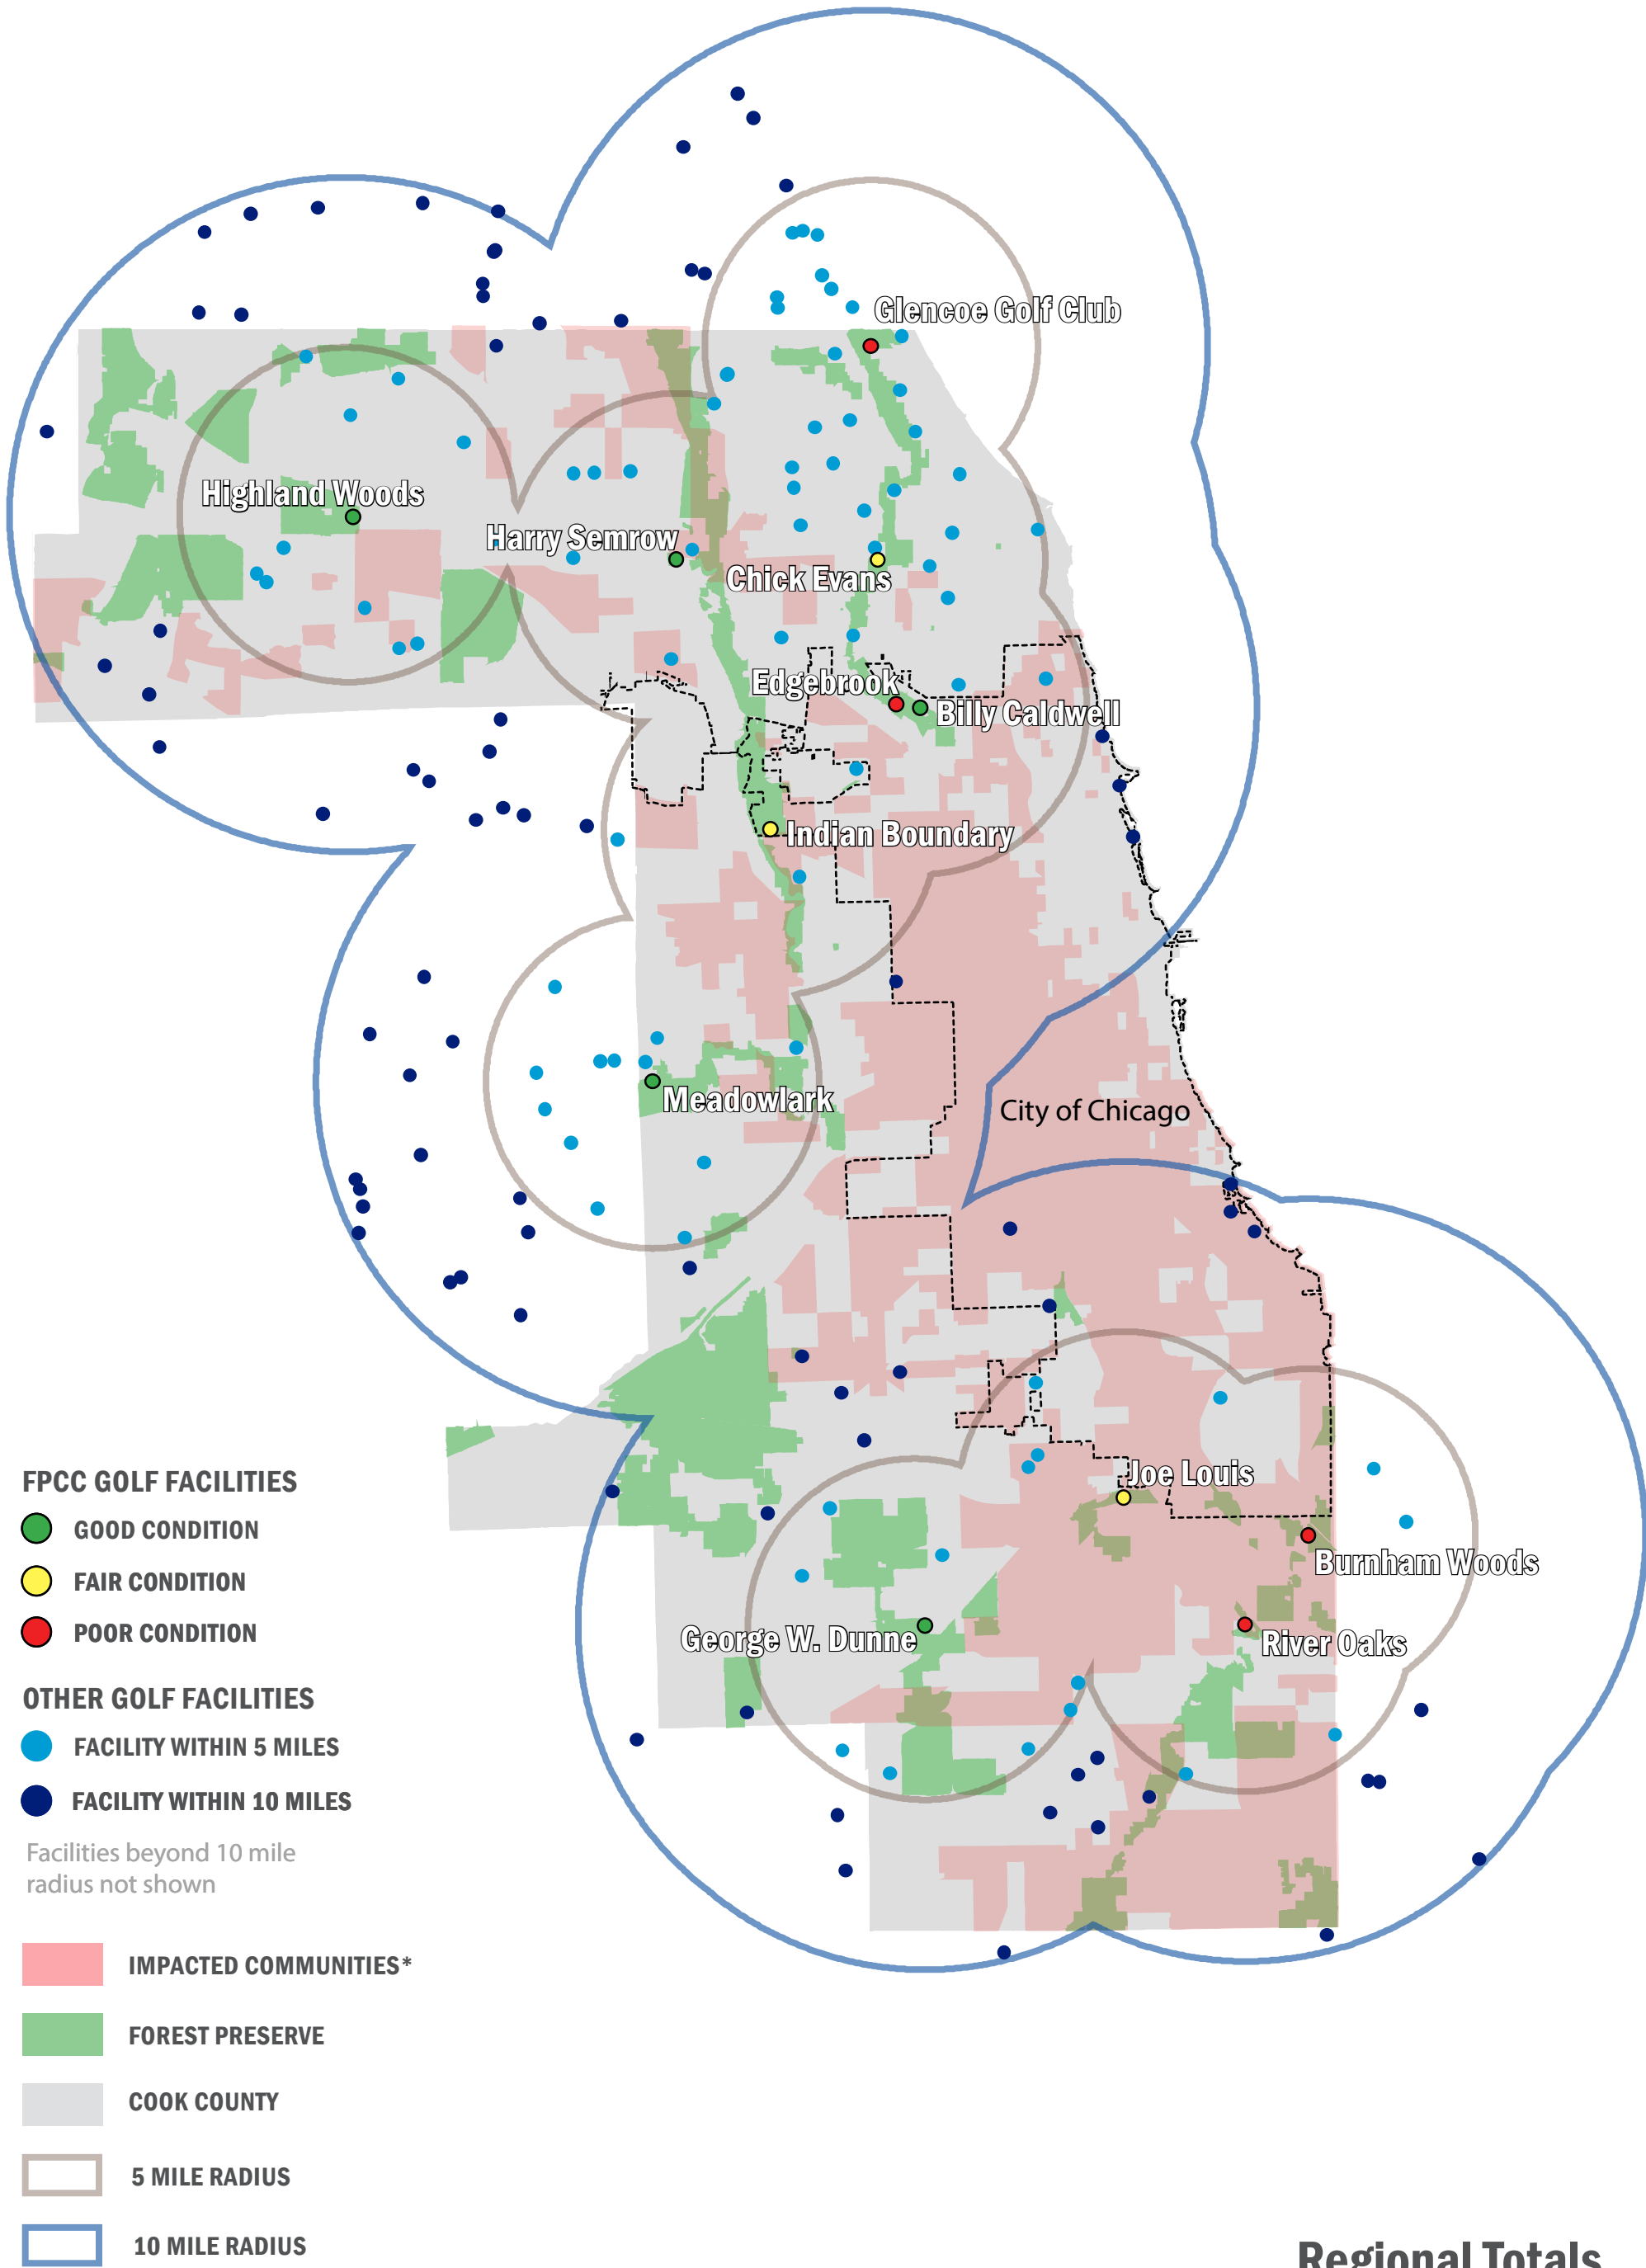 Glencoe Golf Club
Highland Woods
Harry Semrow
Chick Evans
Edgebrook
Billy Caldwell
Indian Boundary
Meadowlark
City of Chicago
Joe Louis
Burnham Woods
George W. Dunne
River Oaks
FPCC GOLF FACILITIES
GOOD CONDITION
FAIR CONDITION
POOR CONDITION
OTHER GOLF FACILITIES
FACILITY WITHIN 5 MILES
FACILITY WITHIN 10 MILES
Facilities beyond 10 mile
radius not shown
IMPACTED COMMUNITIES*
FOREST PRESERVE
COOK COUNTY
5 MILE RADIUS
10 MILE RADIUS
Regional Totals